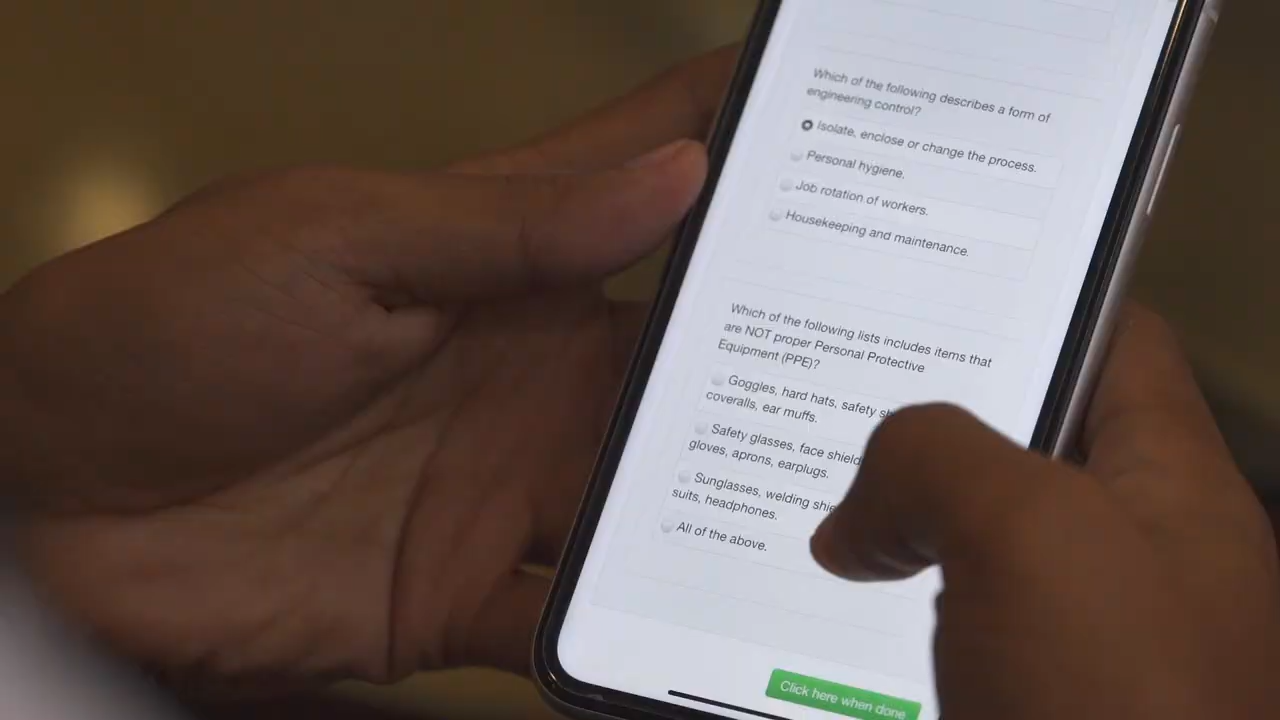 Which of the following describes a form of
engineering control?
Isolate, enclose or change the process.
Personal hygiene.
Job rotation of workers.
Housekeeping and maintenance.
Which of the following lists includes items that
are NOT proper Personal Protective
Equipment (PPE)?
Goggles, hard hats, safety
coveralls, ear muffs.
Safety glasses, face shield
gloves, aprons, earplugs.
Sunglasses, welding
suits, headphones.
All of the above.
Click here when done